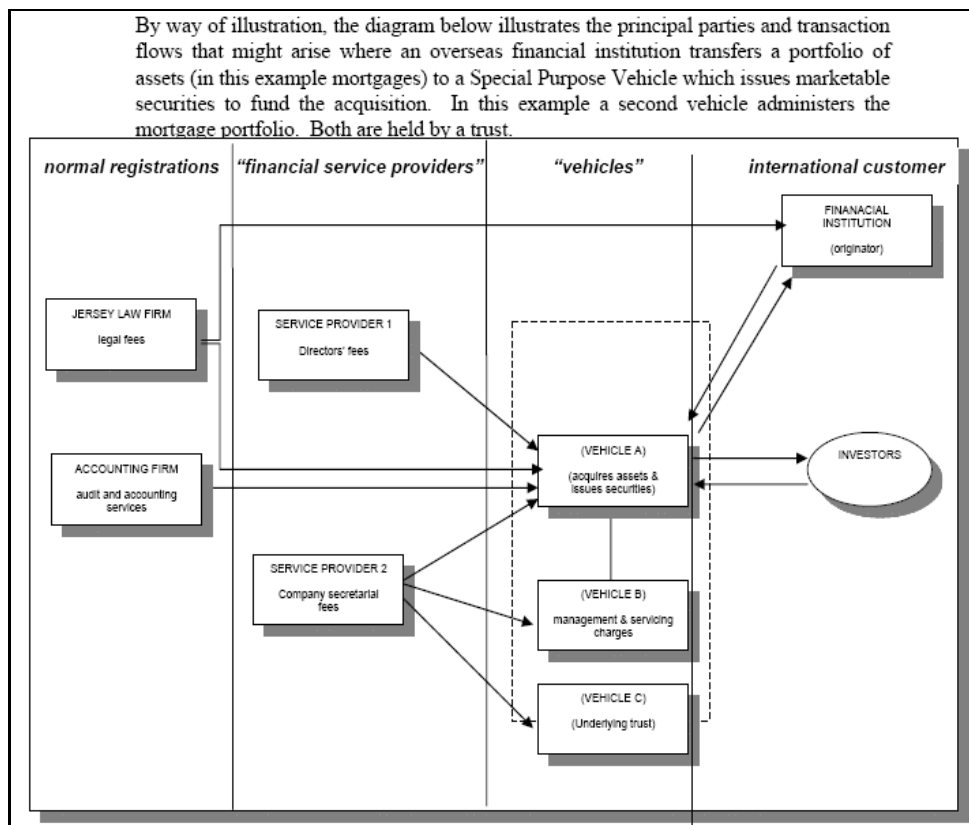 By way of illustration, the diagram below illustrates the principal parties and transaction
flows that might arise where an overseas financial institution transfers a portfolio of
assets (in this example mortgages) to a Special Purpose Vehicle which issues marketable
securities to fund the acquisition. In this example a second vehicle administers the
mortgage portfolio. Both are held by a trust.
normal registrations
"financial service providers"
"vehicles"
international customer
FINANACIAL
INSTITUTION
(originator)
JERSEY LAW FIRM
legal fees
SERVICE PROVIDER 1
Directors' fees
ACCOUNTING FIRM
audit and accounting
services
(VEHICLE A)
(acquires assets &
issues securities)
INVESTORS
SERVICE PROVIDER 2
Company secretarial
fees
(VEHICLE B)
management & servicing
charges
(VEHICLE C)
(Underlying trust)